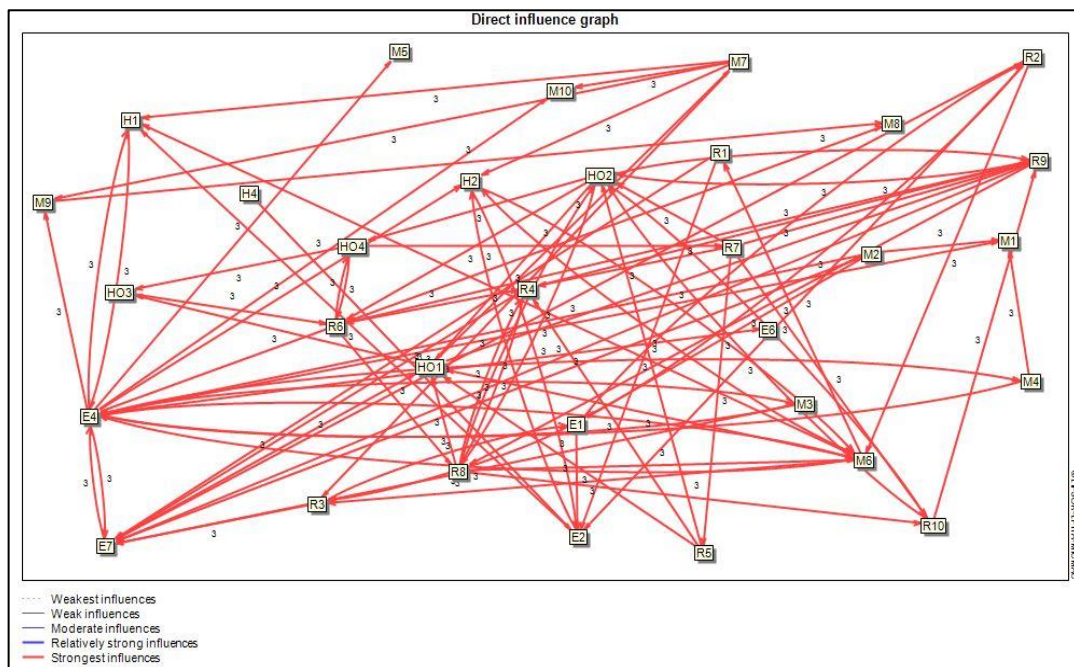 Direct influence graph
M5
M7
R2
M10
H1
M8
R1
R9
H2
HO2
H4
M9
M1
HO4
R7
M2
R4
HO3
R6
E6
HO1
M4
M3
E4
E1
M6
R8
R3
R10
E2
E7
R5
3
Weakest influences
Weak influences
Moderate influences
Relatively strong influences
Strongest influences